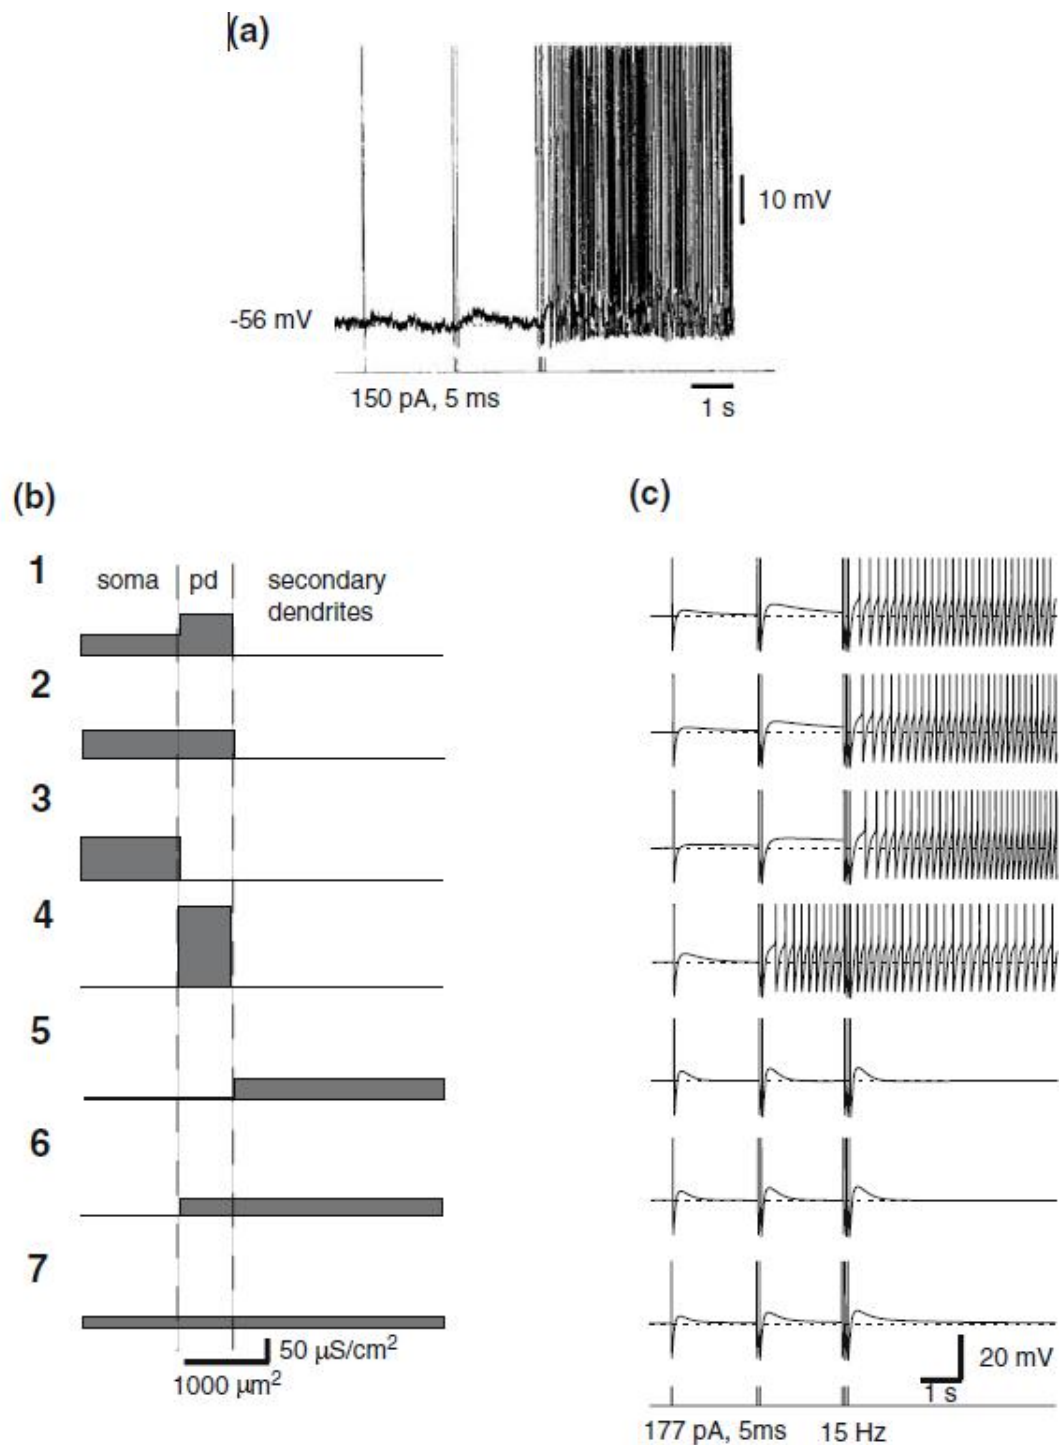 (a)
10 mV
-56 mV
150 pA, 5 ms
1 s
(b)
(c)
1
soma
pd
secondary
dendrites
2
3
4
5
6
7
50 µS/cm²
1000 µm²
20 mV
1 s
177 pA, 5ms
15 Hz